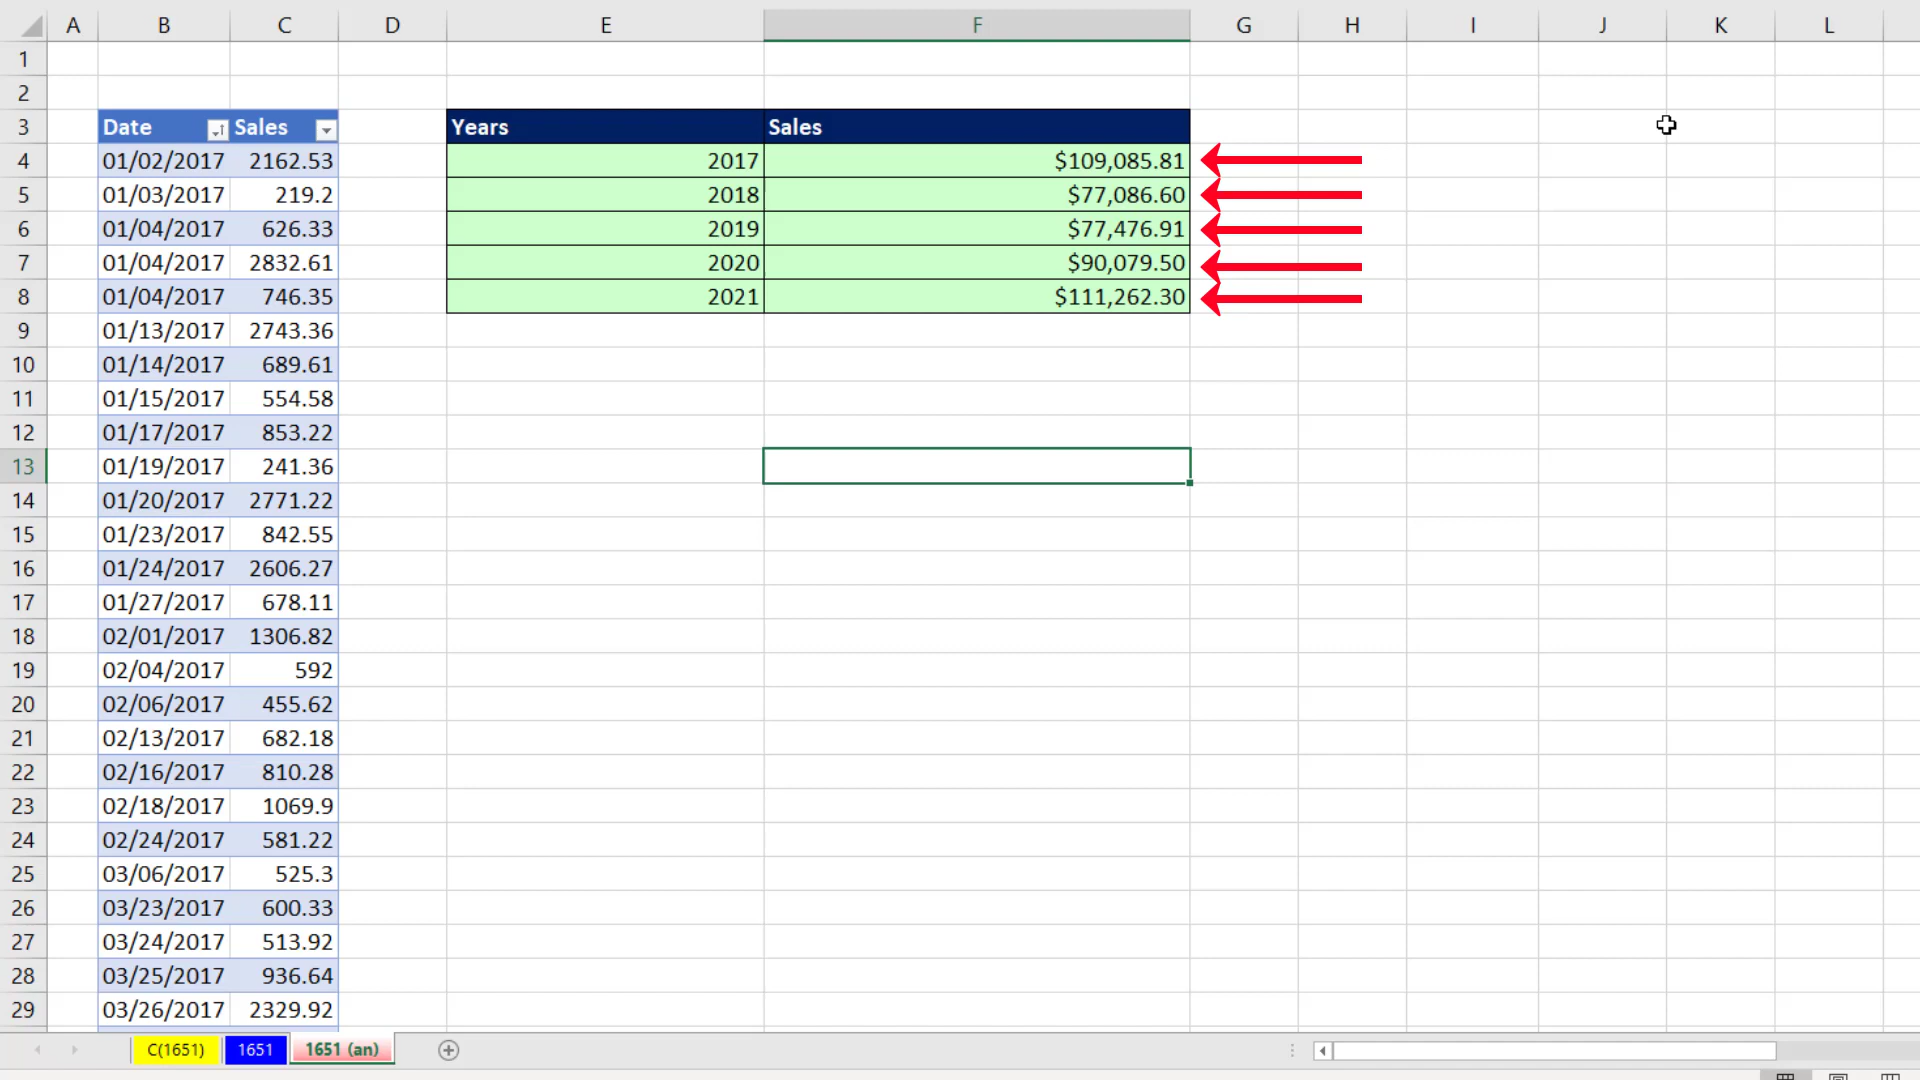 A B C D E F G H I J K L
1
2
3 Date Sales Years Sales
4 01/02/2017 2162.53 2017 $109,085.81
5 01/03/2017 219.2 2018 $77,086.60
6 01/04/2017 626.33 2019 $77,476.91
7 01/04/2017 2832.61 2020 $90,079.50
8 01/04/2017 746.35 2021 $111,262.30
9 01/13/2017 2743.36
10 01/14/2017 689.61
11 01/15/2017 554.58
12 01/17/2017 853.22
13 01/19/2017 241.36
14 01/20/2017 2771.22
15 01/23/2017 842.55
16 01/24/2017 2606.27
17 01/27/2017 678.11
18 02/01/2017 1306.82
19 02/04/2017 592
20 02/06/2017 455.62
21 02/13/2017 682.18
22 02/16/2017 810.28
23 02/18/2017 1069.9
24 02/24/2017 581.22
25 03/06/2017 525.3
26 03/23/2017 600.33
27 03/24/2017 513.92
28 03/25/2017 936.64
29 03/26/2017 2329.92
C(1651) 1651 1651 (an)